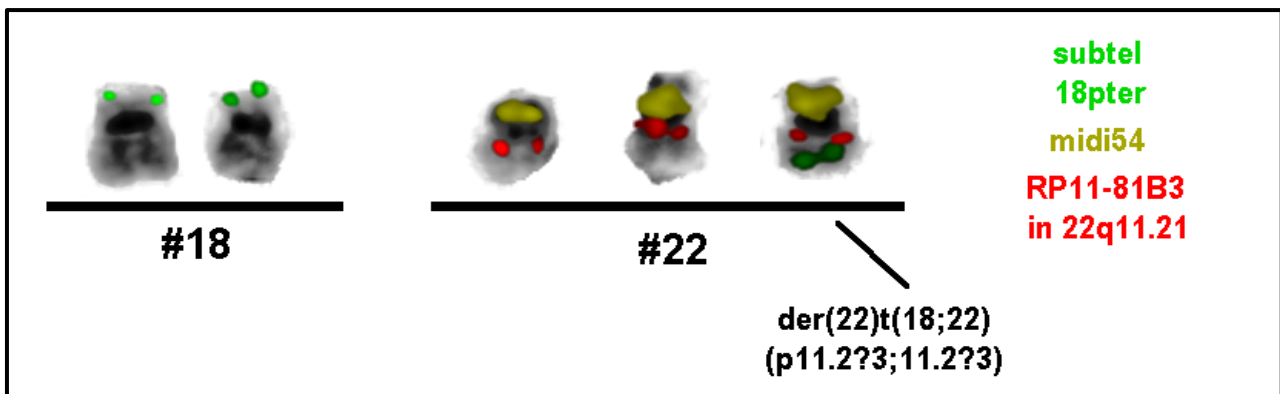 subtel
18pter
midi54
RP11-81B3
in 22q11.21
#18
#22
der(22)t(18;22)
(p11.2?3;11.2?3)